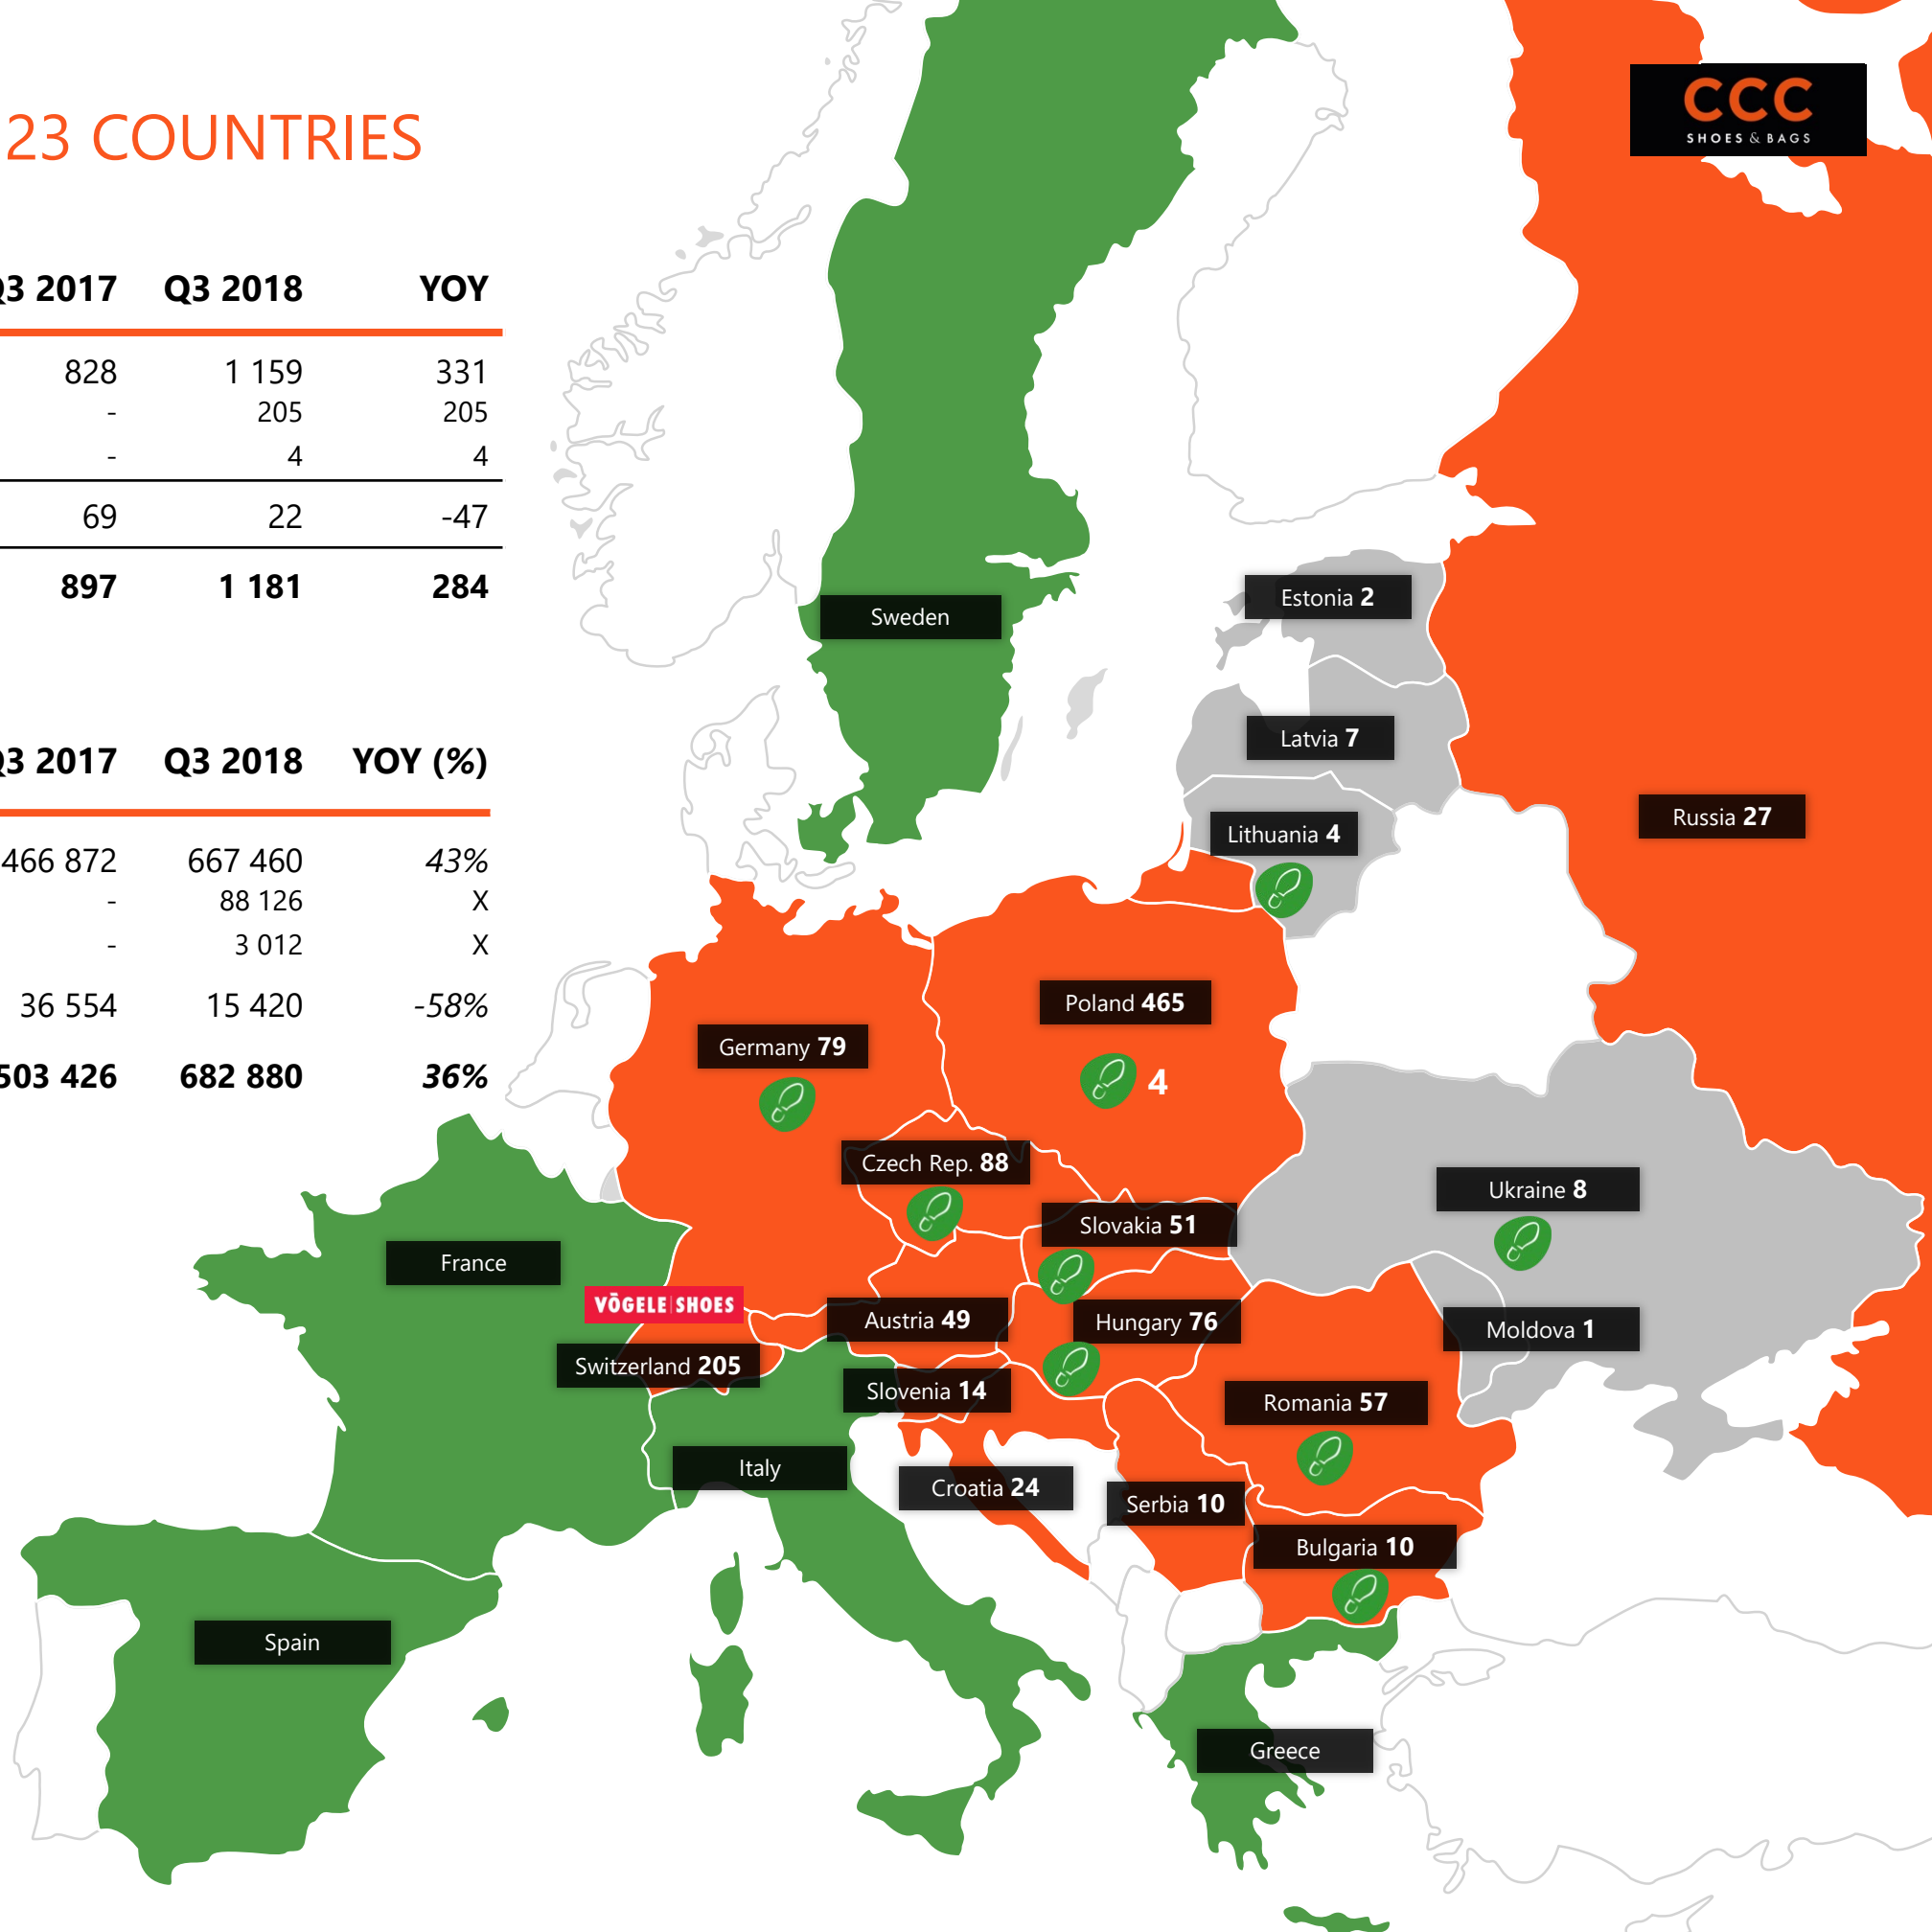 23 COUNTRIES
CCC
SHOES & BAGS
Q3 2017 Q3 2018 YOY
828 1 159 331
- 205 205
- 4 4
69 22 -47
897 1 181 284
Q3 2017 Q3 2018 YOY (%)
466 872 667 460 43%
- 88 126 X
- 3 012 X
36 554 15 420 -58%
503 426 682 880 36%
Sweden
Estonia 2
Latvia 7
Lithuania 4
Russia 27
Poland 465
4
Germany 79
Czech Rep. 88
Slovakia 51
Ukraine 8
France
VÖGELE SHOES
Austria 49
Hungary 76
Moldova 1
Switzerland 205
Slovenia 14
Romania 57
Italy
Croatia 24
Serbia 10
Bulgaria 10
Spain
Greece